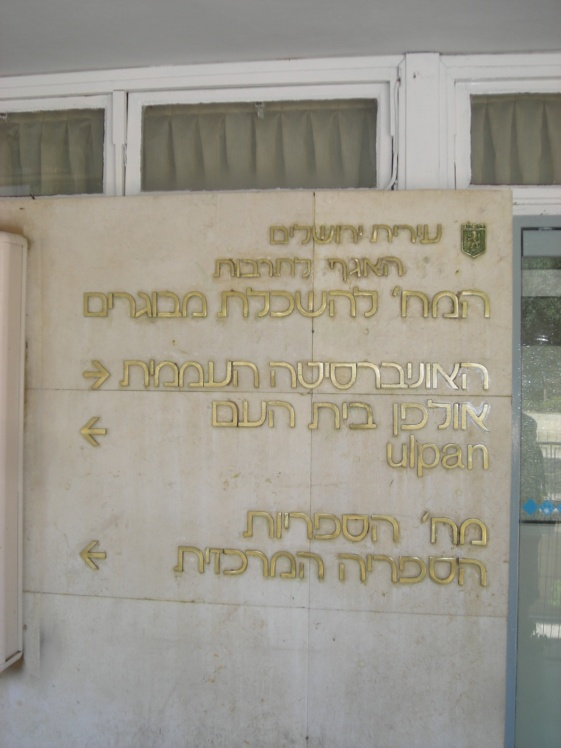 עירית ירושלים
האגף לתרבות
המח' להשכלת מבוגרים
האוניברסיטה העממית →
אולפן בית העם ←
ulpan
מח' הספריות
הספריה המרכזית ←